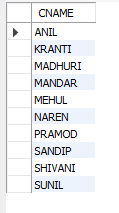 CNAME
ANIL
KRANTI
MADHURI
MANDAR
MEHUL
NAREN
PRAMOD
SANDIP
SHIVANI
SUNIL